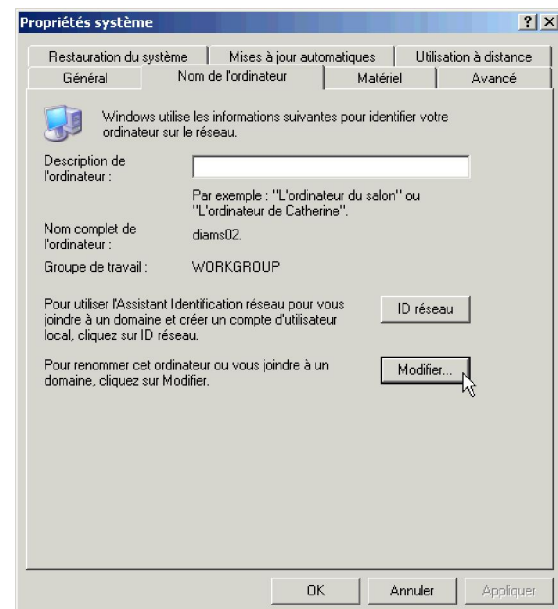 Propriétés système
Restauration du système
Mises à jour automatiques
Utilisation à distance
Général
Nom de l'ordinateur
Matériel
Avancé
Windows utilise les informations suivantes pour identifier votre
ordinateur sur le réseau.
Description de
l'ordinateur :
Par exemple : "L'ordinateur du salon" ou
"L'ordinateur de Catherine".
Nom complet de
l'ordinateur :
diams02.
Groupe de travail :
WORKGROUP
Pour utiliser l'Assistant Identification réseau pour vous
joindre à un domaine et créer un compte d'utilisateur
local, cliquez sur ID réseau.
ID réseau
Pour renommer cet ordinateur ou vous joindre à un
domaine, cliquez sur Modifier.
Modifier...
OK
Annuler
Appliquer